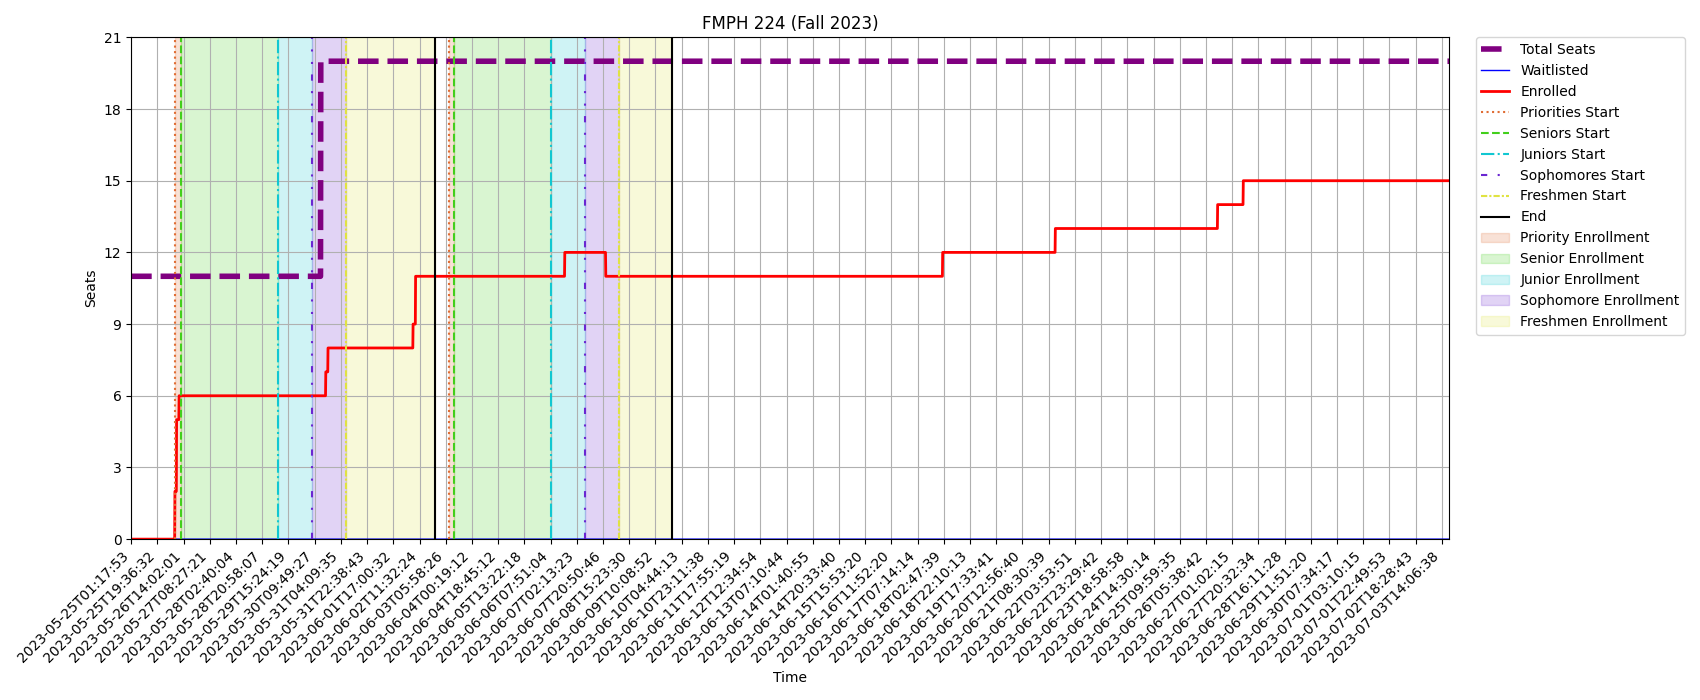 FMPH 224 (Fall 2023)
21
18
15
12
9
6
3
0
Seats
2023-05-25T01:17:53
2023-05-25T19:36:32
2023-05-26T14:02:01
2023-05-27T08:27:21
2023-05-28T02:40:04
2023-05-28T20:58:07
2023-05-29T15:24:19
2023-05-30T09:49:27
2023-05-31T04:09:35
2023-05-31T22:38:43
2023-06-01T17:00:32
2023-06-02T11:32:24
2023-06-03T05:58:26
2023-06-04T00:19:12
2023-06-04T18:45:12
2023-06-05T13:22:18
2023-06-06T07:51:04
2023-06-07T02:13:23
2023-06-07T20:50:46
2023-06-08T15:23:30
2023-06-09T10:08:52
2023-06-10T04:44:13
2023-06-10T23:11:38
2023-06-11T17:55:19
2023-06-12T12:34:54
2023-06-13T07:10:44
2023-06-14T01:40:55
2023-06-14T20:33:40
2023-06-15T15:53:20
2023-06-16T11:52:20
2023-06-17T07:14:14
2023-06-18T02:47:39
2023-06-18T22:10:13
2023-06-19T17:33:41
2023-06-20T12:56:40
2023-06-21T08:30:39
2023-06-22T03:53:51
2023-06-22T23:29:42
2023-06-23T18:58:58
2023-06-24T14:30:14
2023-06-25T09:59:35
2023-06-26T05:38:42
2023-06-27T01:02:15
2023-06-27T20:32:34
2023-06-28T16:11:28
2023-06-29T11:51:20
2023-06-30T07:34:17
2023-07-01T03:10:15
2023-07-01T22:49:53
2023-07-02T18:28:43
2023-07-03T14:06:38
Time
Total Seats
Waitlisted
Enrolled
Priorities Start
Seniors Start
Juniors Start
Sophomores Start
Freshmen Start
End
Priority Enrollment
Senior Enrollment
Junior Enrollment
Sophomore Enrollment
Freshmen Enrollment